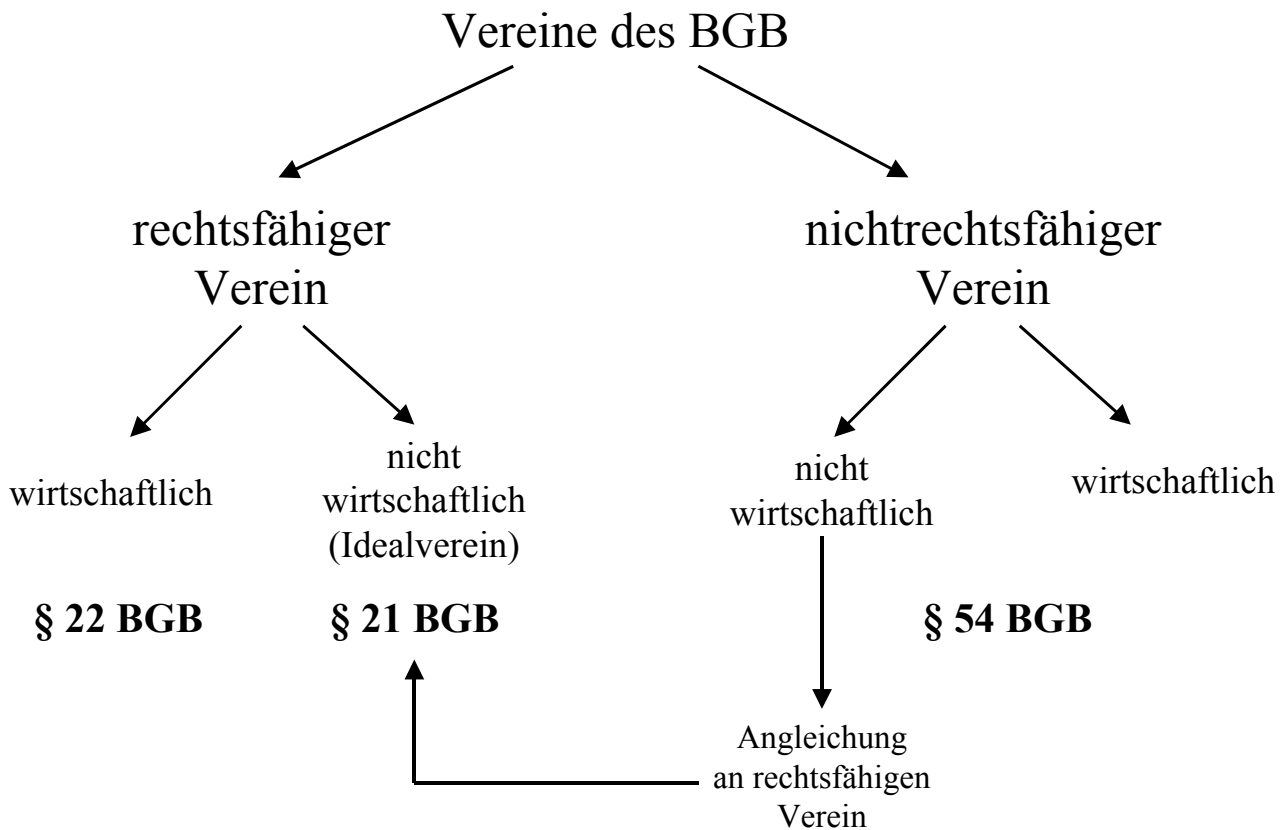 Vereine des BGB
rechtsfähiger
Verein
nichtrechtsfähiger
Verein
wirtschaftlich
nicht
wirtschaftlich
(Idealverein)
nicht
wirtschaftlich
wirtschaftlich
§ 22 BGB
§ 21 BGB
§ 54 BGB
Angleichung
an rechtsfähigen
Verein